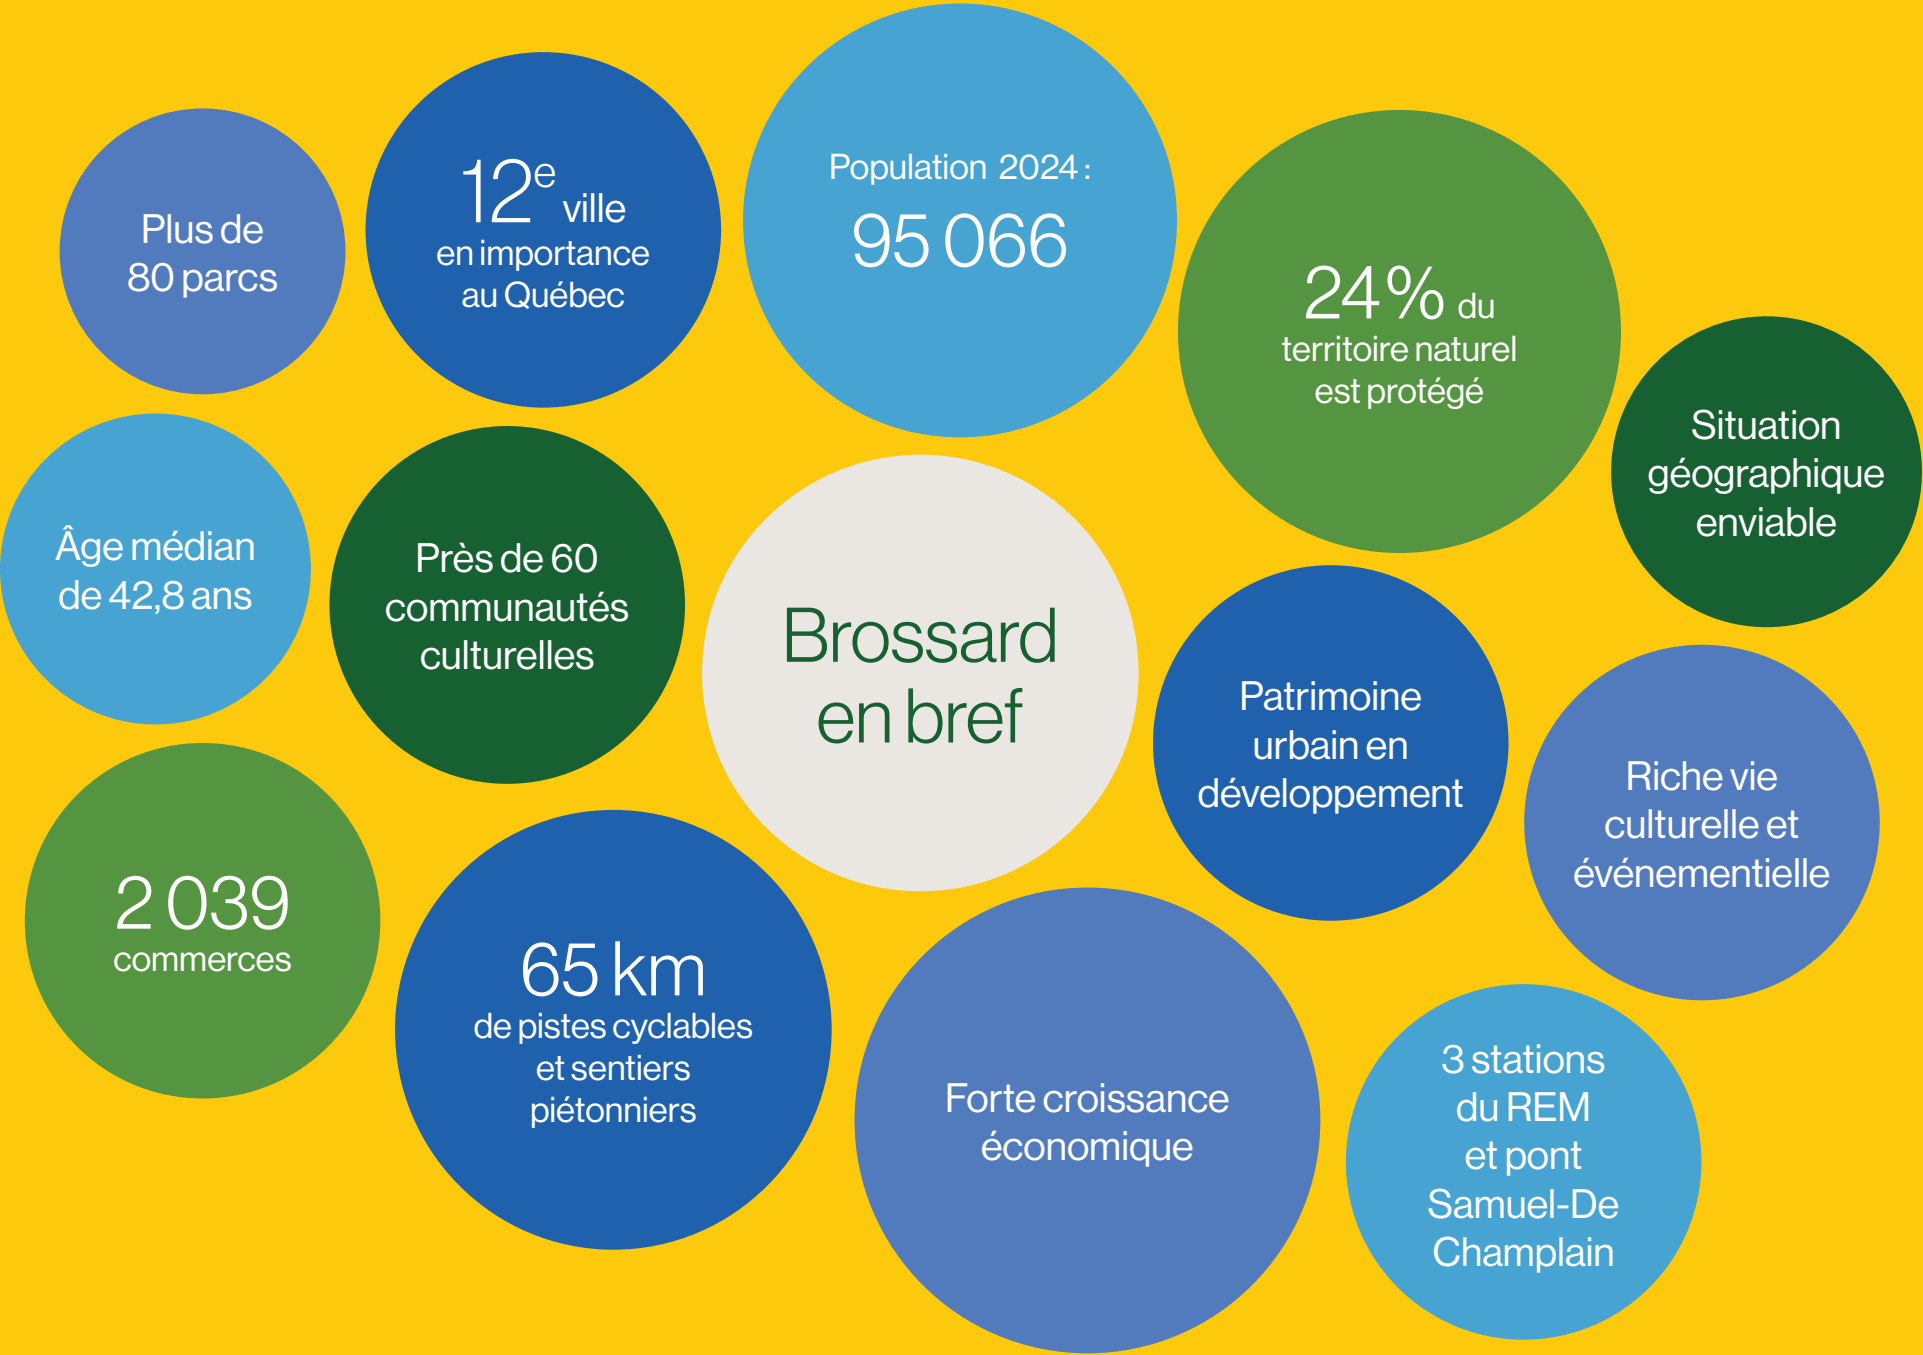 Plus de
80 parcs
12e ville
en importance
au Québec
Population 2024 :
95 066
24 % du
territoire naturel
est protégé
Situation
géographique
enviable
Âge médian
de 42,8 ans
Près de 60
communautés
culturelles
Brossard
en bref
Patrimoine
urbain en
développement
Riche vie
culturelle et
événementielle
2 039
commerces
65 km
de pistes cyclables
et sentiers
piétonniers
Forte croissance
économique
3 stations
du REM
et pont
Samuel-De
Champlain